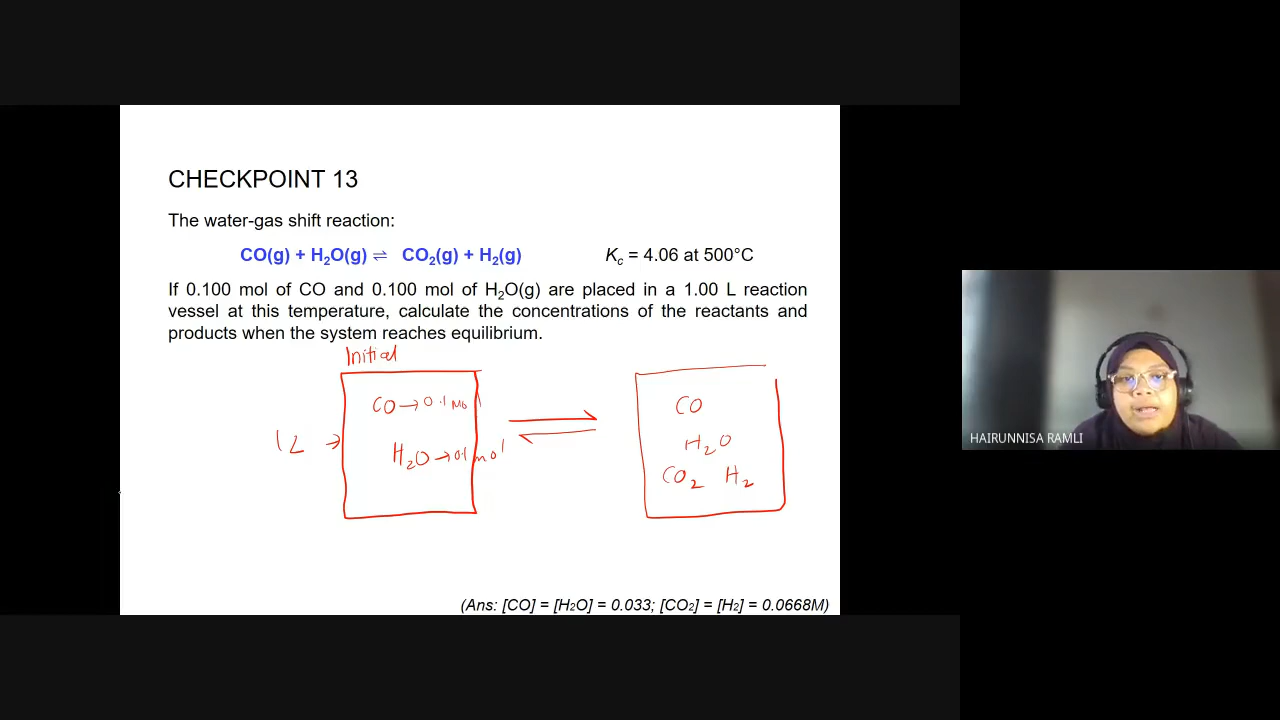 CHECKPOINT 13
The water-gas shift reaction:
CO(g) + H₂O(g) ⇌ CO₂(g) + H₂(g) K_c = 4.06 at 500°C
If 0.100 mol of CO and 0.100 mol of H₂O(g) are placed in a 1.00 L reaction
vessel at this temperature, calculate the concentrations of the reactants and
products when the system reaches equilibrium.
Initial
CO → 0.1 mo
1L →
H₂O → 0.1 mol
CO
H₂O
CO₂ H₂
HAIRUNNISA RAMLI
(Ans: [CO] = [H₂O] = 0.033; [CO₂] = [H₂] = 0.0668M)